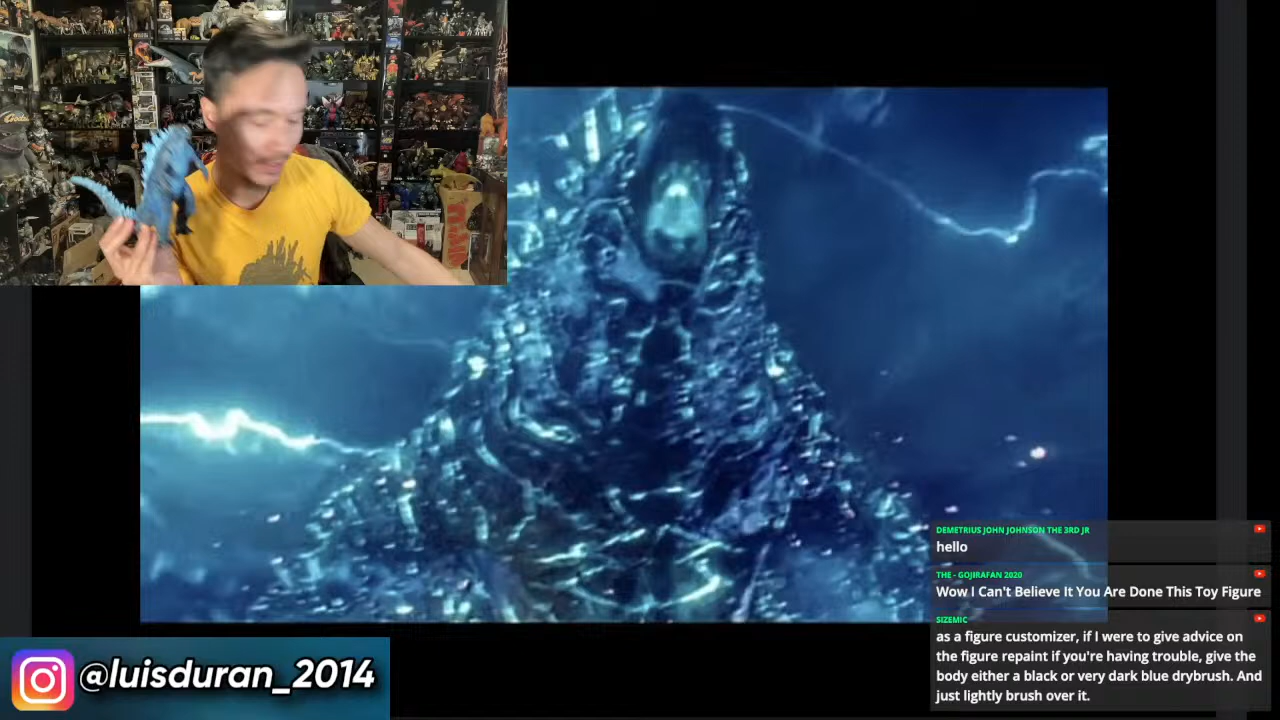 @luisduran_2014
DEMETRIUS JOHN JOHNSON THE 3RD JR
hello
THE - GOJIRAFAN 2020
Wow I Can't Believe It You Are Done This Toy Figure
SIZEMIC
as a figure customizer, if I were to give advice on
the figure repaint if you're having trouble, give the
body either a black or very dark blue drybrush. And
just lightly brush over it.